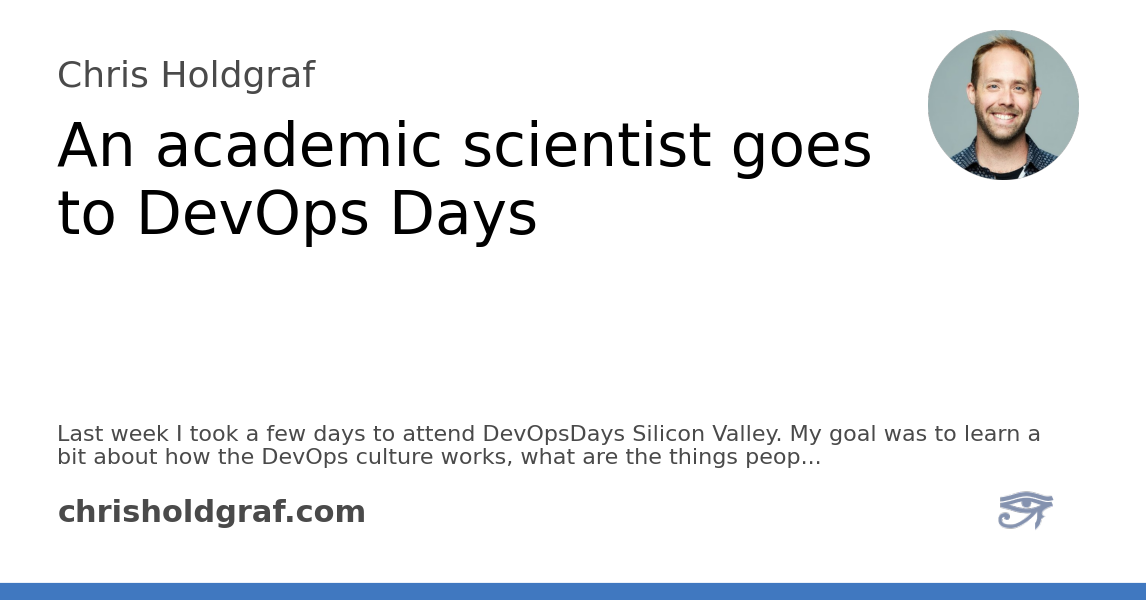 Chris Holdgraf
An academic scientist goes
to DevOps Days
Last week I took a few days to attend DevOpsDays Silicon Valley. My goal was to learn a
bit about how the DevOps culture works, what are the things peop...
chrisholdgraf.com